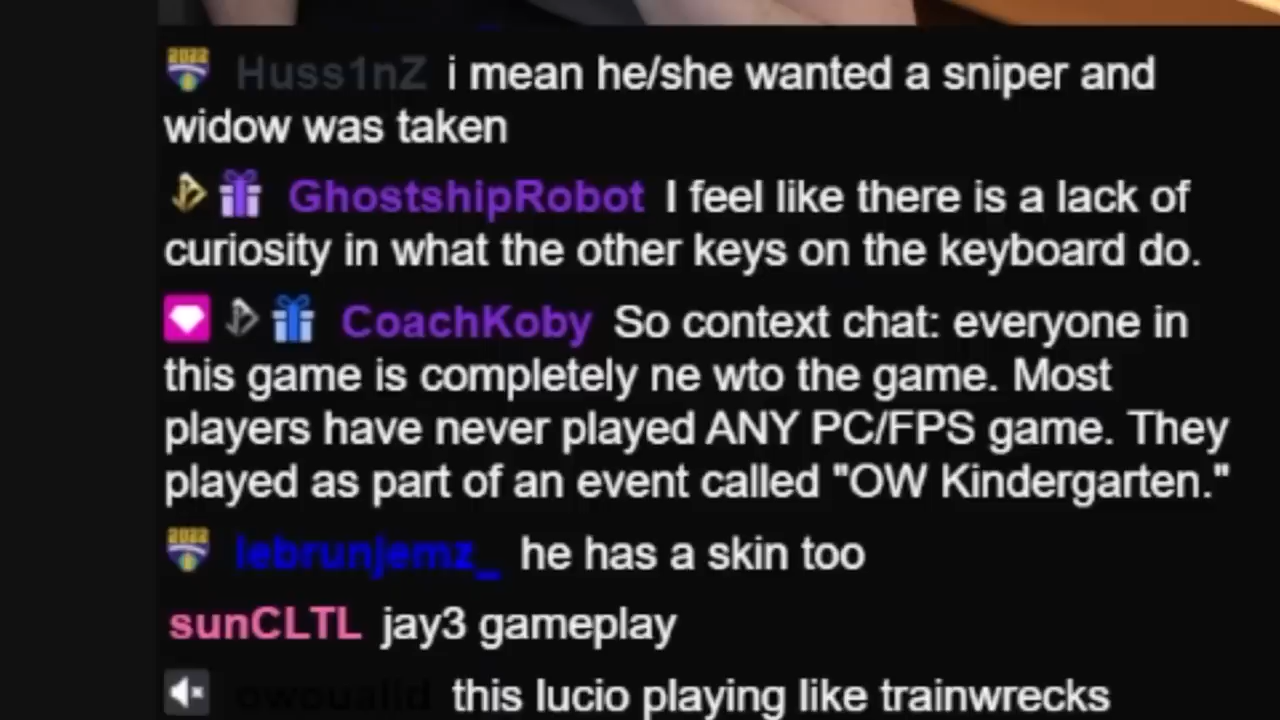 2022 Huss1nZ i mean he/she wanted a sniper and
widow was taken
GhostshipRobot I feel like there is a lack of
curiosity in what the other keys on the keyboard do.
CoachKoby So context chat: everyone in
this game is completely ne wto the game. Most
players have never played ANY PC/FPS game. They
played as part of an event called "OW Kindergarten."
2022 lebrunjemz_ he has a skin too
sunCLTL jay3 gameplay
this lucio playing like trainwrecks